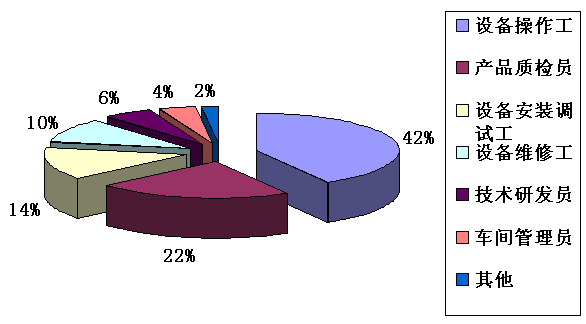 2%
4%
6%
10%
42%
14%
22%
设备操作工
产品质检员
设备安装调
试工
设备维修工
技术研发员
车间管理员
其他